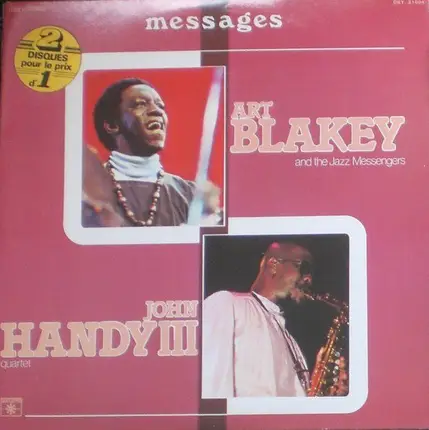 messages
2
DISQUES
pour le prix
d'1
ART
BLAKEY
and the Jazz Messengers
JOHN
HANDY III
quartet